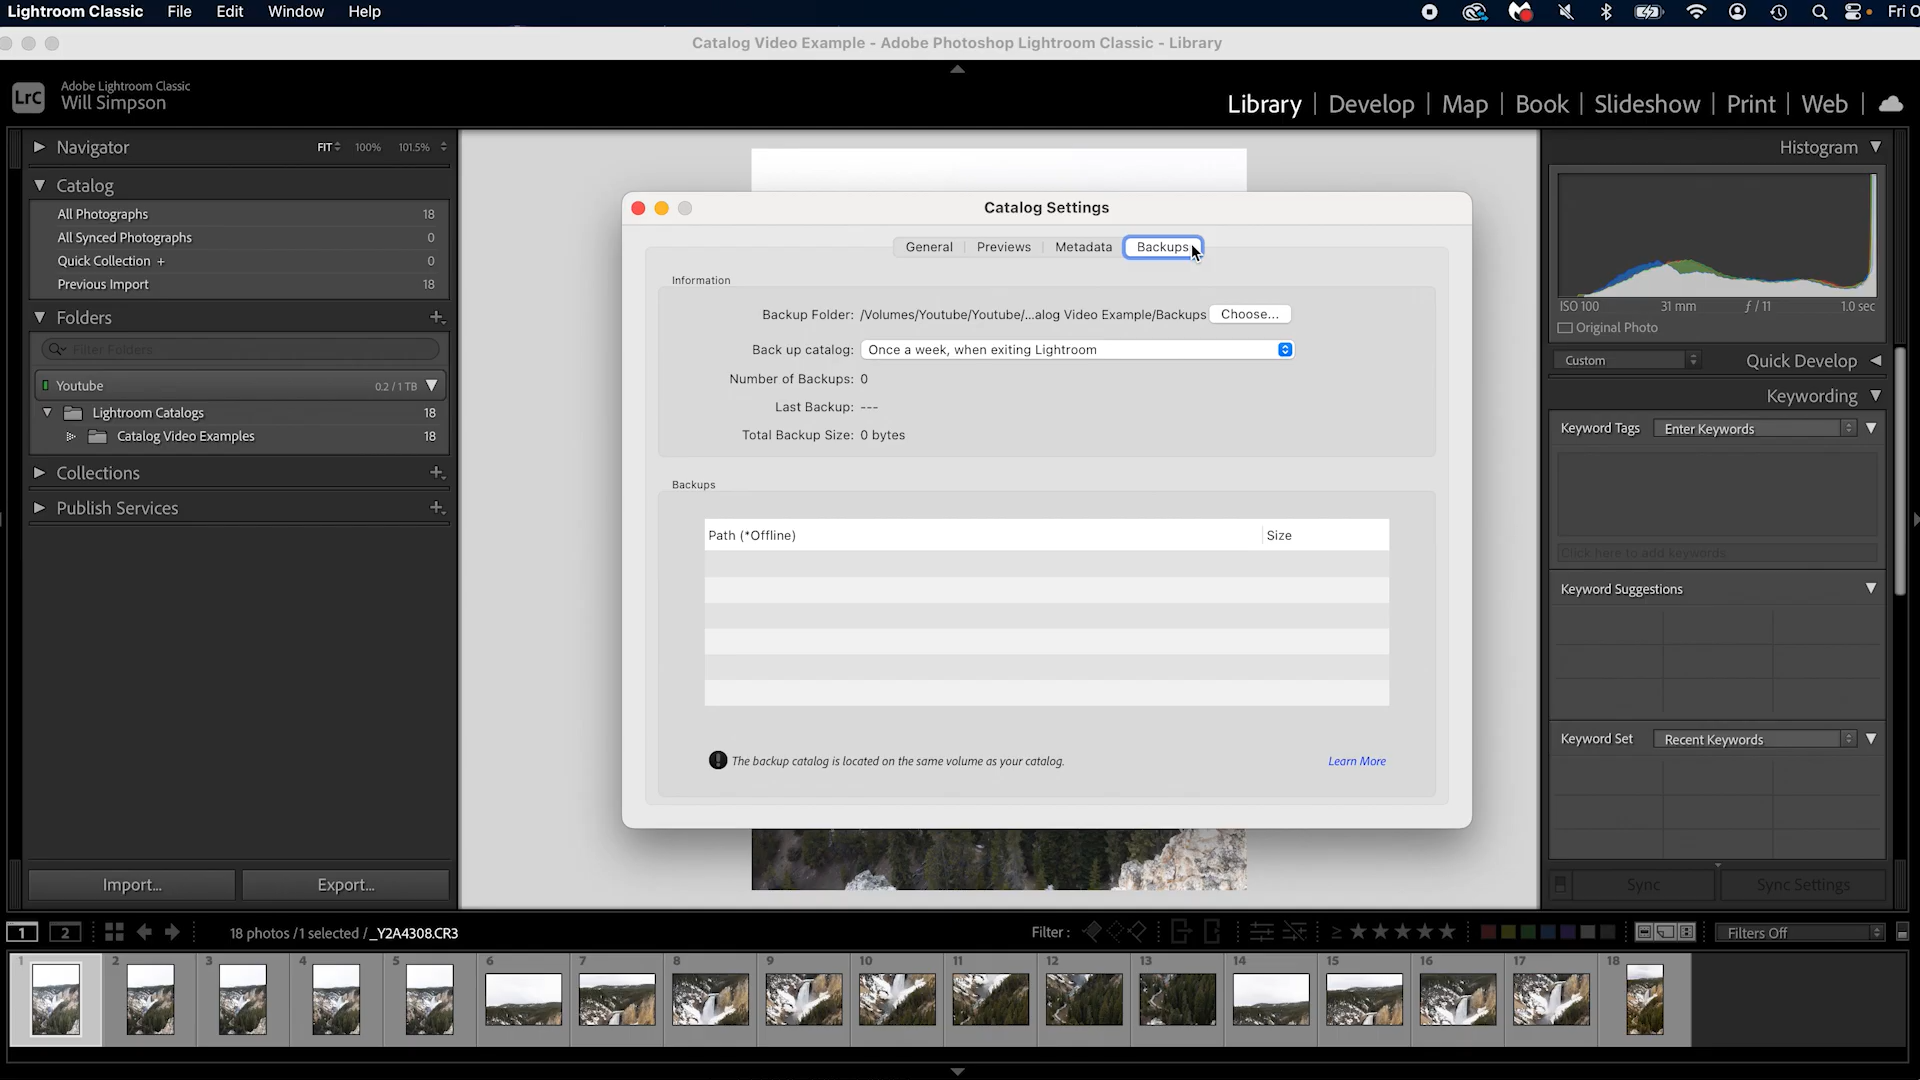 Lightroom Classic File Edit Window Help Fri O
Catalog Video Example - Adobe Photoshop Lightroom Classic - Library
LrC Adobe Lightroom Classic
Will Simpson
Library | Develop | Map | Book | Slideshow | Print | Web
Navigator FIT 100% 101.5%
Catalog
All Photographs 18
All Synced Photographs 0
Quick Collection + 0
Previous Import 18
Folders +
Filter Folders
Youtube 0.2 / 1 TB
Lightroom Catalogs 18
Catalog Video Examples 18
Collections +
Publish Services +
Import... Export...
Catalog Settings
General Previews Metadata Backups
Information
Backup Folder: /Volumes/Youtube/Youtube/...alog Video Example/Backups Choose...
Back up catalog: Once a week, when exiting Lightroom
Number of Backups: 0
Last Backup: ---
Total Backup Size: 0 bytes
Backups
Path (*Offline) Size
The backup catalog is located on the same volume as your catalog. Learn More
Histogram
ISO 100 31 mm f / 11 1.0 sec
Original Photo
Custom Quick Develop
Keywording
Keyword Tags Enter Keywords
Click here to add keywords
Keyword Suggestions
Keyword Set Recent Keywords
Sync Sync Settings
1 2 18 photos / 1 selected / _Y2A4308.CR3 Filter : ≥ ★★★★★ Filters Off
1 2 3 4 5 6 7 8 9 10 11 12 13 14 15 16 17 18